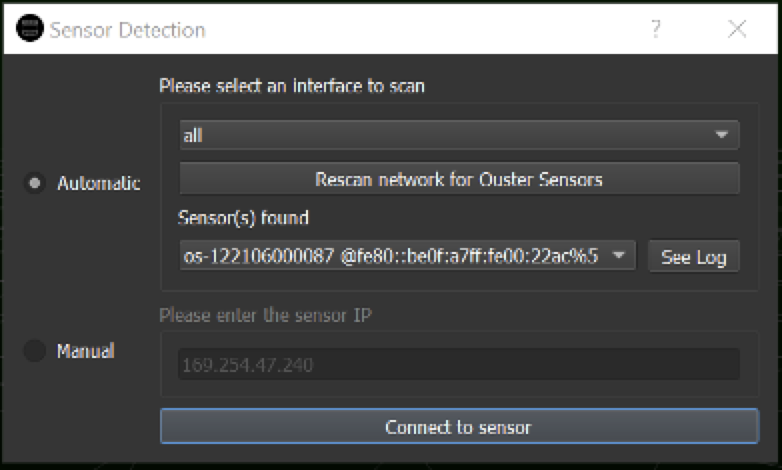 Sensor Detection
?
Please select an interface to scan
all
Automatic
Rescan network for Ouster Sensors
Sensor(s) found
os-122106000087 @fe80::be0f:a7ff:fe00:22ac%5
See Log
Please enter the sensor IP
Manual
169.254.47.240
Connect to sensor